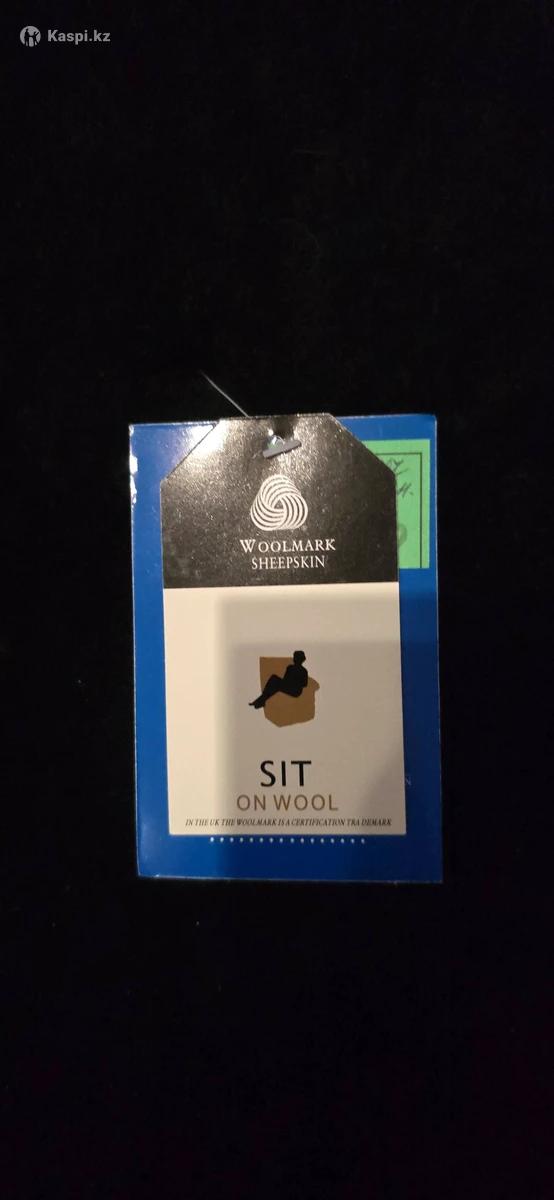 Kaspi.kz
WOOLMARK
SHEEPSKIN
SIT
ON WOOL
IN THE UK THE WOOLMARK IS A CERTIFICATION TRA DEMARK